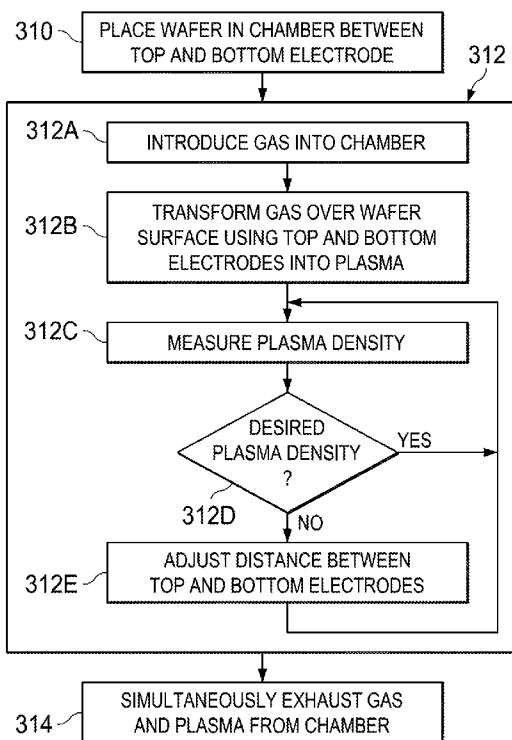 310
PLACE WAFER IN CHAMBER BETWEEN
TOP AND BOTTOM ELECTRODE
312
312A
INTRODUCE GAS INTO CHAMBER
312B
TRANSFORM GAS OVER WAFER
SURFACE USING TOP AND BOTTOM
ELECTRODES INTO PLASMA
312C
MEASURE PLASMA DENSITY
DESIRED
PLASMA DENSITY
?
YES
312D
NO
312E
ADJUST DISTANCE BETWEEN
TOP AND BOTTOM ELECTRODES
314
SIMULTANEOUSLY EXHAUST GAS
AND PLASMA FROM CHAMBER